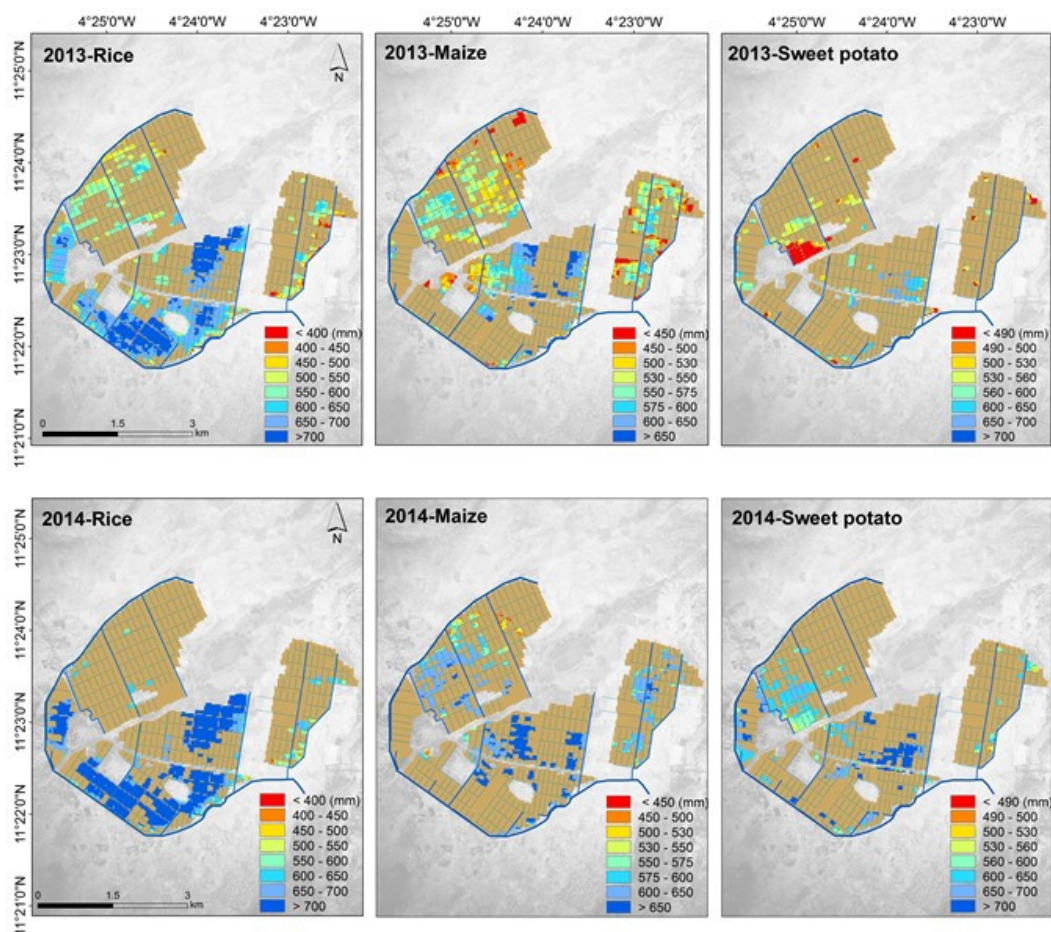 4°25'0"W 4°24'0"W 4°23'0"W 4°25'0"W 4°24'0"W 4°23'0"W 4°25'0"W 4°24'0"W 4°23'0"W
2013-Rice
N
11°25'0"N
11°24'0"N
11°23'0"N
11°22'0"N
11°21'0"N
< 400 (mm)
400 - 450
450 - 500
500 - 550
550 - 600
600 - 650
650 - 700
>700
0 1.5 3
km
2013-Maize
< 450 (mm)
450 - 500
500 - 530
530 - 550
550 - 575
575 - 600
600 - 650
> 650
2013-Sweet potato
< 490 (mm)
490 - 500
500 - 530
530 - 560
560 - 600
600 - 650
650 - 700
> 700
2014-Rice
N
11°25'0"N
11°24'0"N
11°23'0"N
11°22'0"N
11°21'0"N
< 400 (mm)
400 - 450
450 - 500
500 - 550
550 - 600
600 - 650
650 - 700
> 700
0 1.5 3
km
2014-Maize
< 450 (mm)
450 - 500
500 - 530
530 - 550
550 - 575
575 - 600
600 - 650
> 650
2014-Sweet potato
< 490 (mm)
490 - 500
500 - 530
530 - 560
560 - 600
600 - 650
650 - 700
> 700